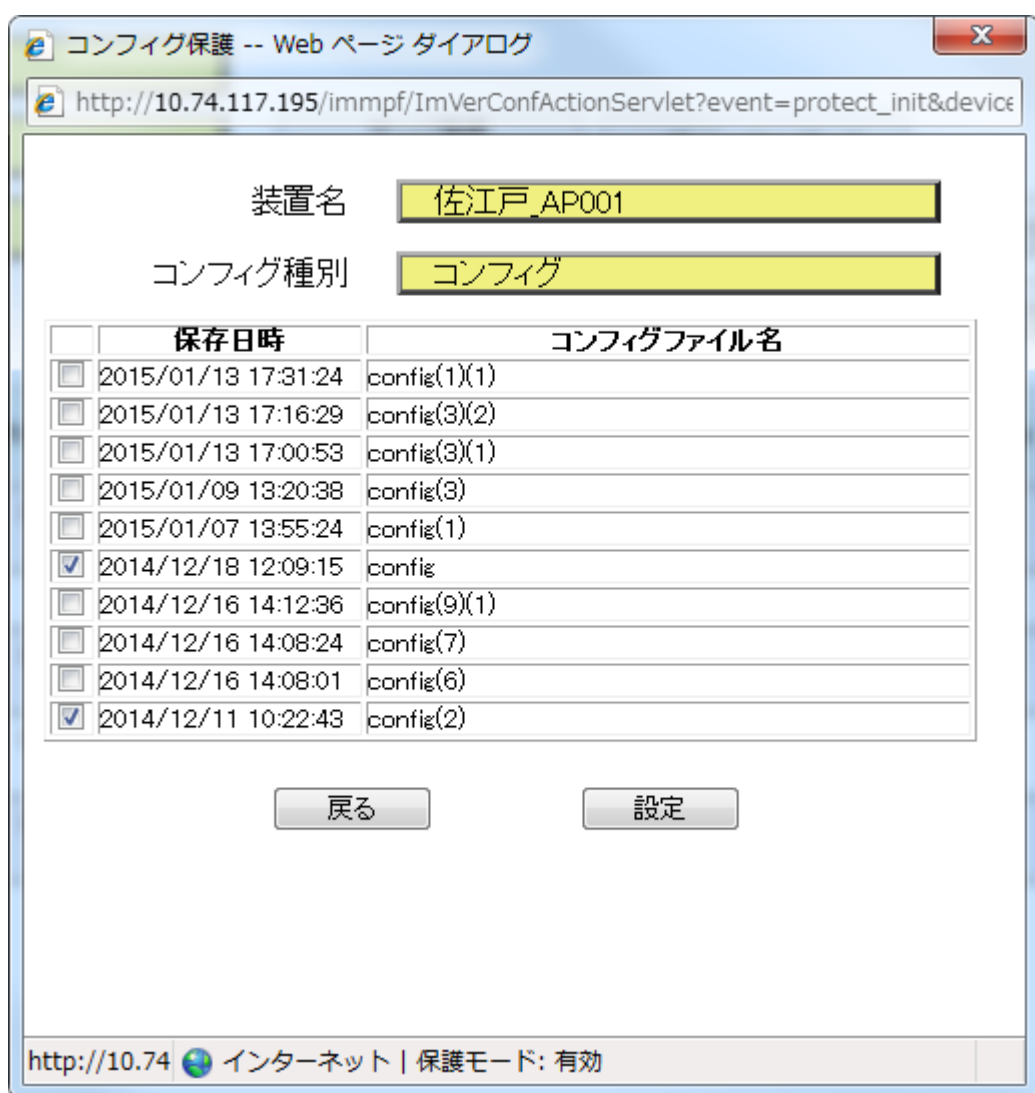 コンフィグ保護 -- Web ページ ダイアログ
http://10.74.117.195/immpf/ImVerConfActionServlet?event=protect_init&device
装置名 佐江戸_AP001
コンフィグ種別 コンフィグ
保存日時 コンフィグファイル名
2015/01/13 17:31:24 config(1)(1)
2015/01/13 17:16:29 config(3)(2)
2015/01/13 17:00:53 config(3)(1)
2015/01/09 13:20:38 config(3)
2015/01/07 13:55:24 config(1)
2014/12/18 12:09:15 config
2014/12/16 14:12:36 config(9)(1)
2014/12/16 14:08:24 config(7)
2014/12/16 14:08:01 config(6)
2014/12/11 10:22:43 config(2)
戻る 設定
http://10.74 インターネット | 保護モード: 有効